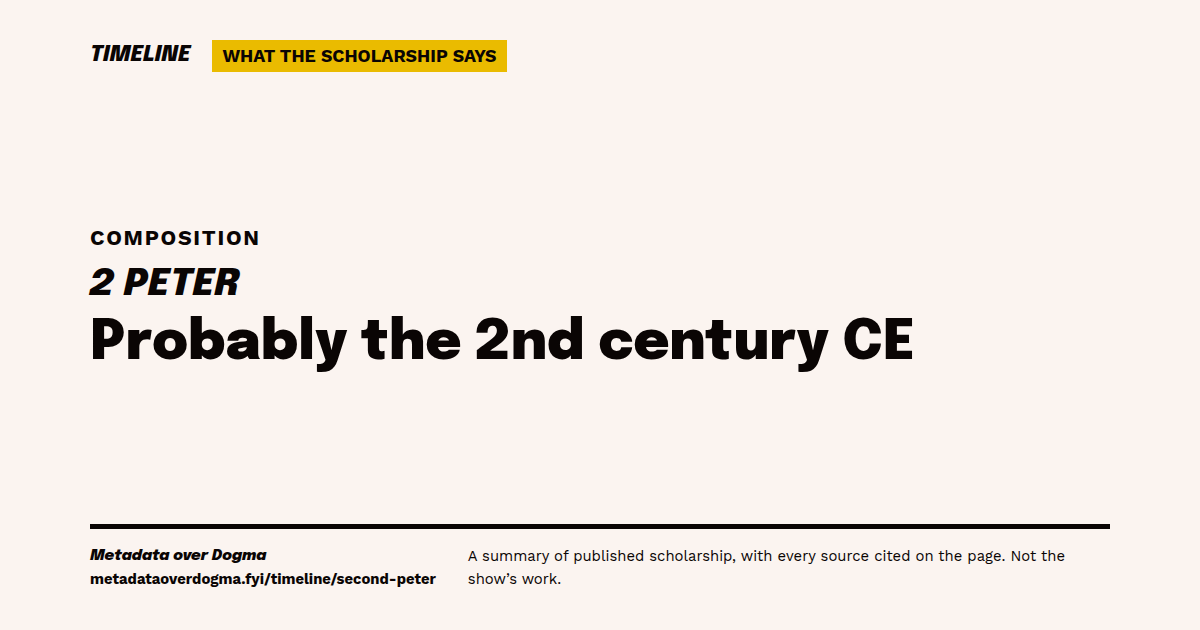 TIMELINE
WHAT THE SCHOLARSHIP SAYS
COMPOSITION
2 PETER
Probably the 2nd century CE
Metadata over Dogma
metadataoverdogma.fyi/timeline/second-peter
A summary of published scholarship, with every source cited on the page. Not the
show’s work.